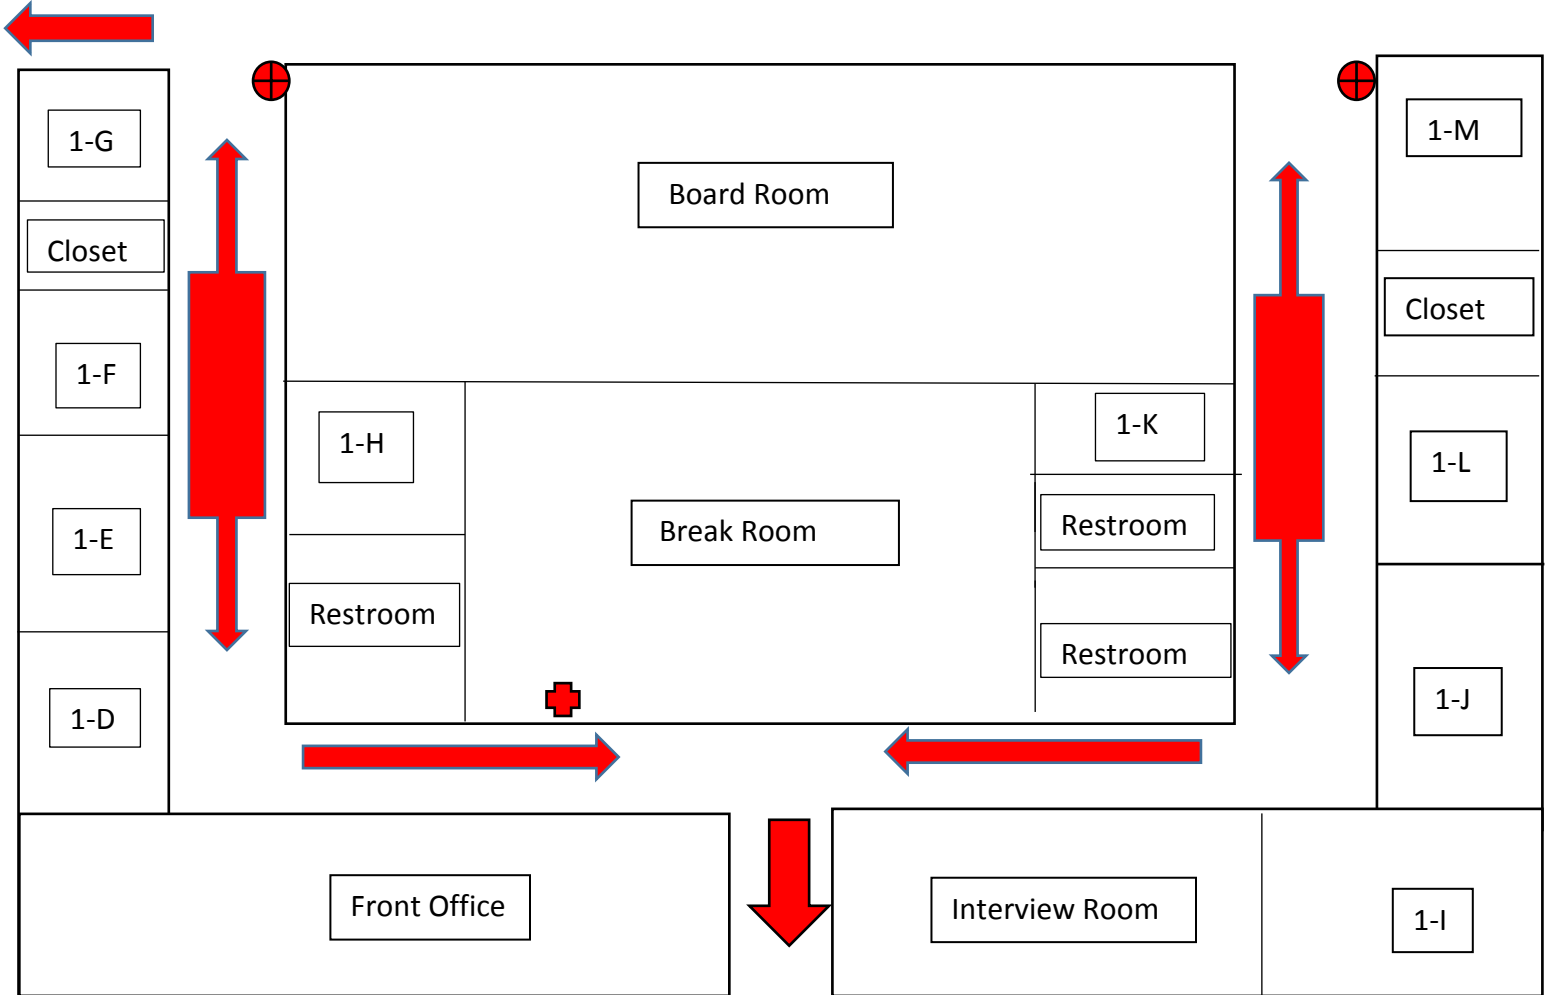 1-G
1-M
Board Room
Closet
Closet
1-F
1-H
1-K
1-L
1-E
Break Room
Restroom
Restroom
Restroom
1-D
1-J
Front Office
Interview Room
1-I